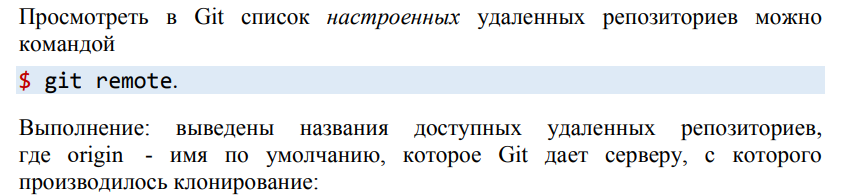 Просмотреть в Git список настроенных удаленных репозиториев можно
командой
$ git remote.
Выполнение: выведены названия доступных удаленных репозиториев,
где origin - имя по умолчанию, которое Git дает серверу, с которого
производилось клонирование: